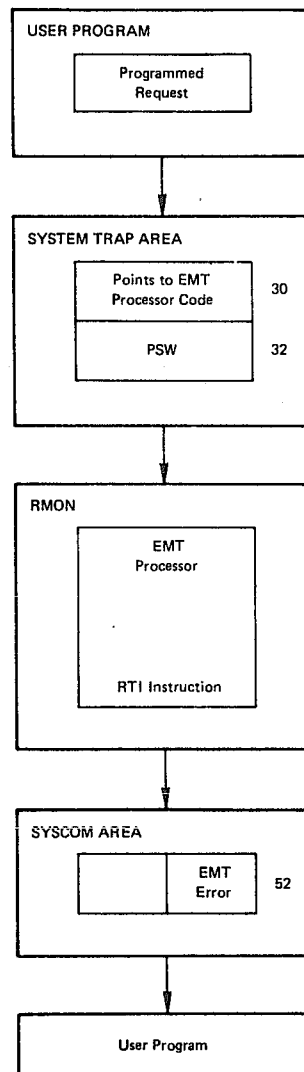 USER PROGRAM
Programmed
Request
SYSTEM TRAP AREA
Points to EMT
Processor Code
30
PSW
32
RMON
EMT
Processor
RTI Instruction
SYSCOM AREA
EMT
Error
52
User Program